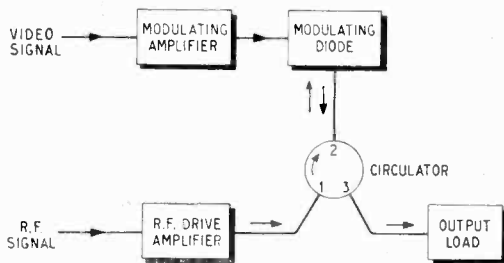 VIDEO
SIGNAL
MODULATING
AMPLIFIER
MODULATING
DIODE
2
CIRCULATOR
1 3
R.F
SIGNAL
R.F. DRIVE
AMPLIFIER
OUTPUT
LOAD